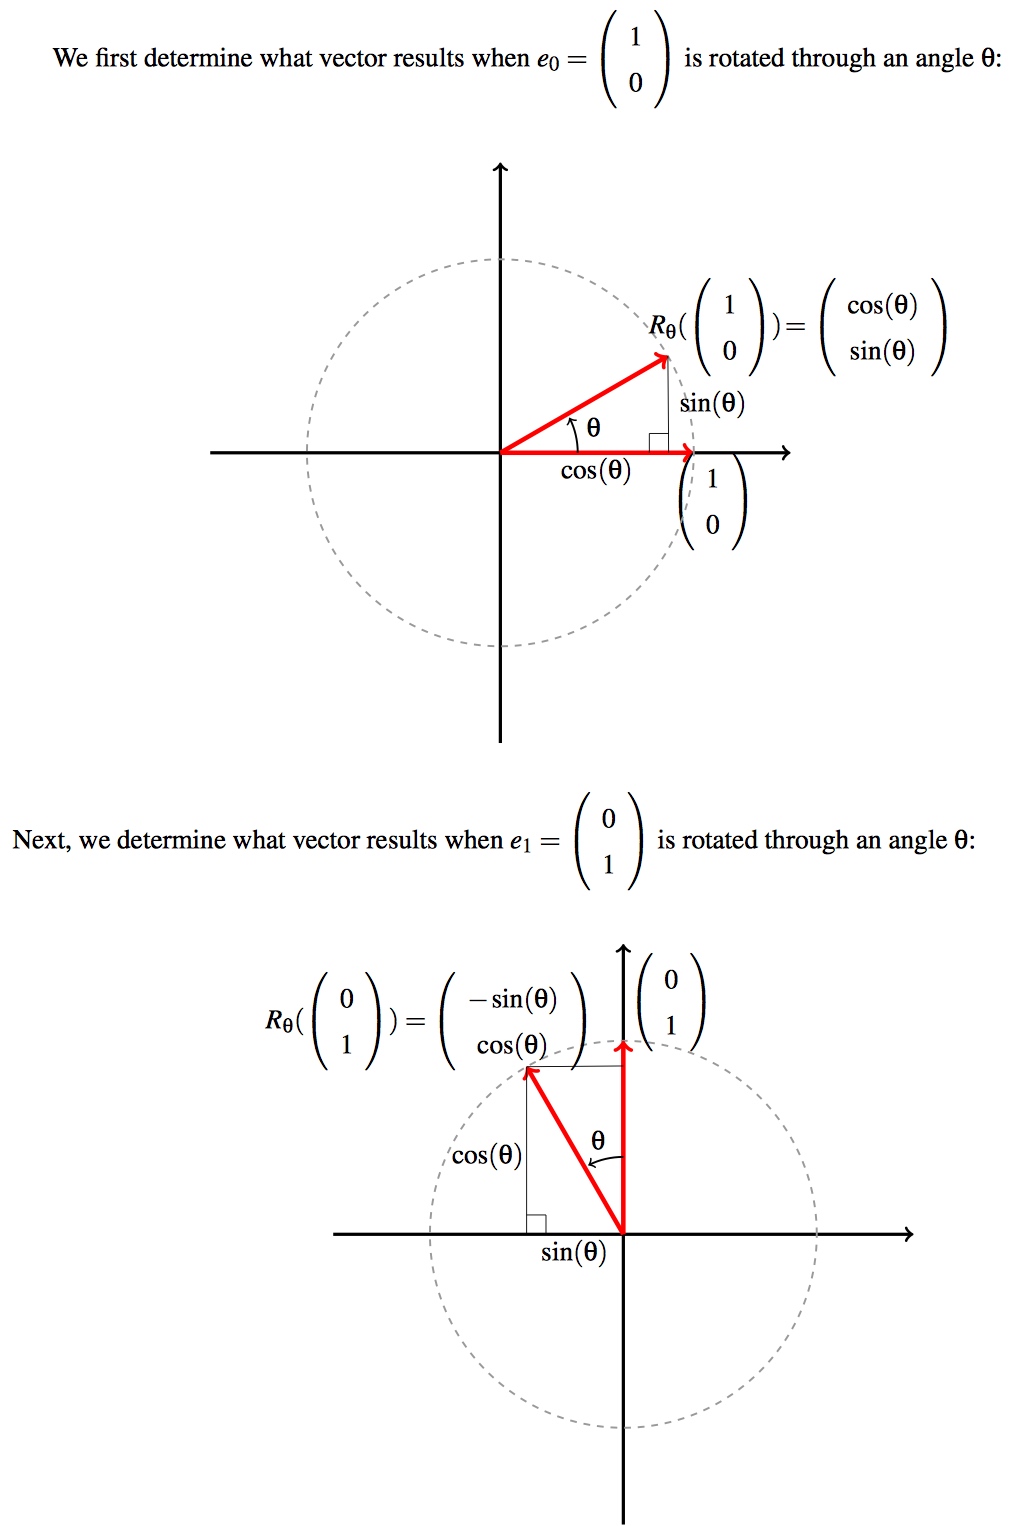 We first determine what vector results when e₀ = ( 1 0 ) is rotated through an angle θ:
R_θ( ( 1 0 ) ) = ( cos(θ) sin(θ) )
sin(θ)
θ
cos(θ)
( 1 0 )
Next, we determine what vector results when e₁ = ( 0 1 ) is rotated through an angle θ:
( 0 1 )
R_θ( ( 0 1 ) ) = ( −sin(θ) cos(θ) )
θ
cos(θ)
sin(θ)